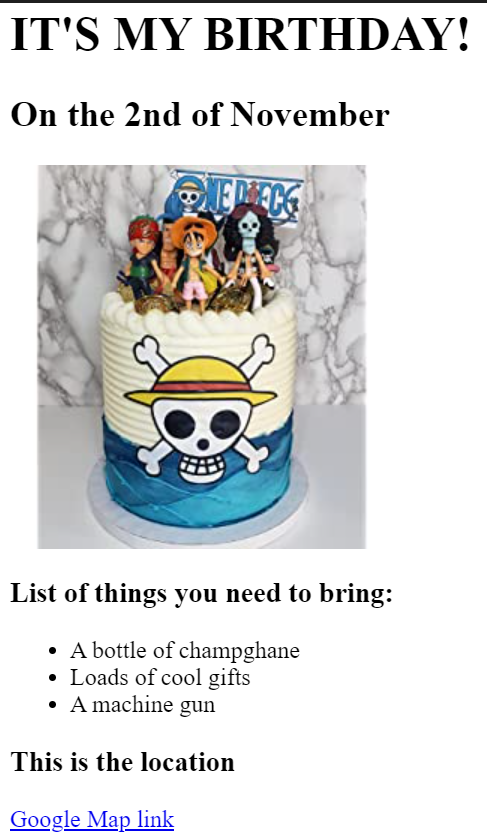 IT'S MY BIRTHDAY!
On the 2nd of November
ONE PIECE
List of things you need to bring:
A bottle of champghane
Loads of cool gifts
A machine gun
This is the location
Google Map link